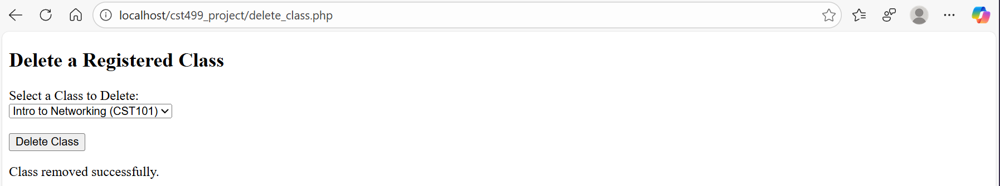 localhost/cst499_project/delete_class.php
Delete a Registered Class
Select a Class to Delete:
Intro to Networking (CST101)
Delete Class
Class removed successfully.